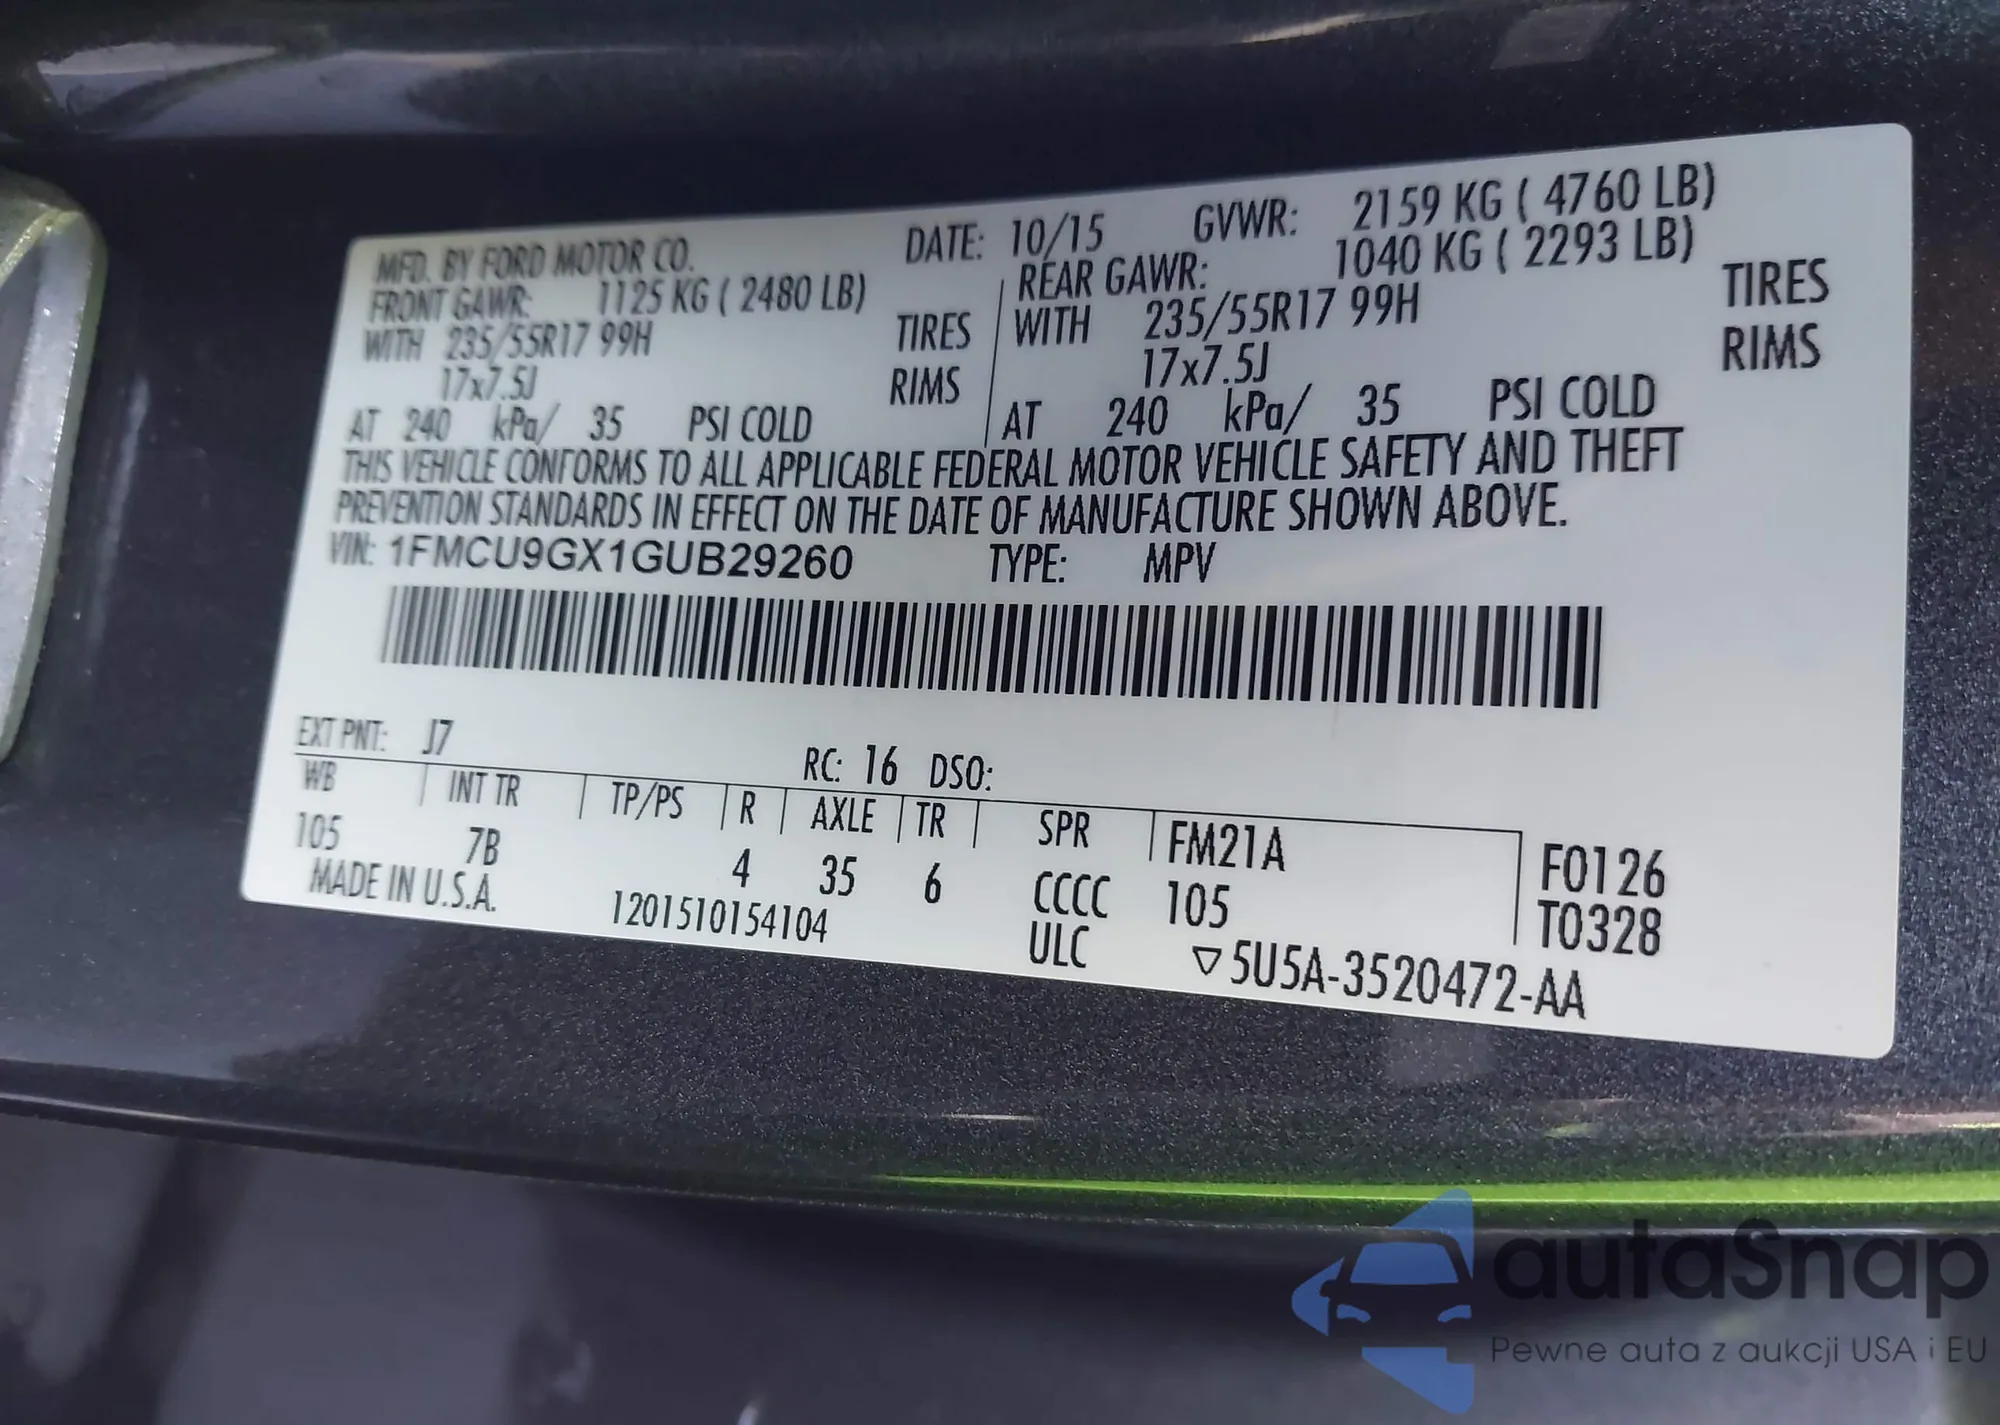 MFD. BY FORD MOTOR CO. DATE: 10/15 GVWR: 2159 KG ( 4760 LB)
FRONT GAWR: 1125 KG ( 2480 LB) REAR GAWR: 1040 KG ( 2293 LB)
WITH 235/55R17 99H TIRES WITH 235/55R17 99H TIRES
17x7.5J RIMS 17x7.5J RIMS
AT 240 kPa/ 35 PSI COLD AT 240 kPa/ 35 PSI COLD
THIS VEHICLE CONFORMS TO ALL APPLICABLE FEDERAL MOTOR VEHICLE SAFETY AND THEFT
PREVENTION STANDARDS IN EFFECT ON THE DATE OF MANUFACTURE SHOWN ABOVE.
VIN: 1FMCU9GX1GUB29260 TYPE: MPV
EXT PNT: J7 RC: 16 DSO:
WB INT TR TP/PS R AXLE TR SPR FM21A F0126
105 7B 4 35 6 CCCC 105 T0328
MADE IN U.S.A. 1201510154104 ULC ▽5U5A-3520472-AA
autaSnap
Pewne auta z aukcji USA i EU